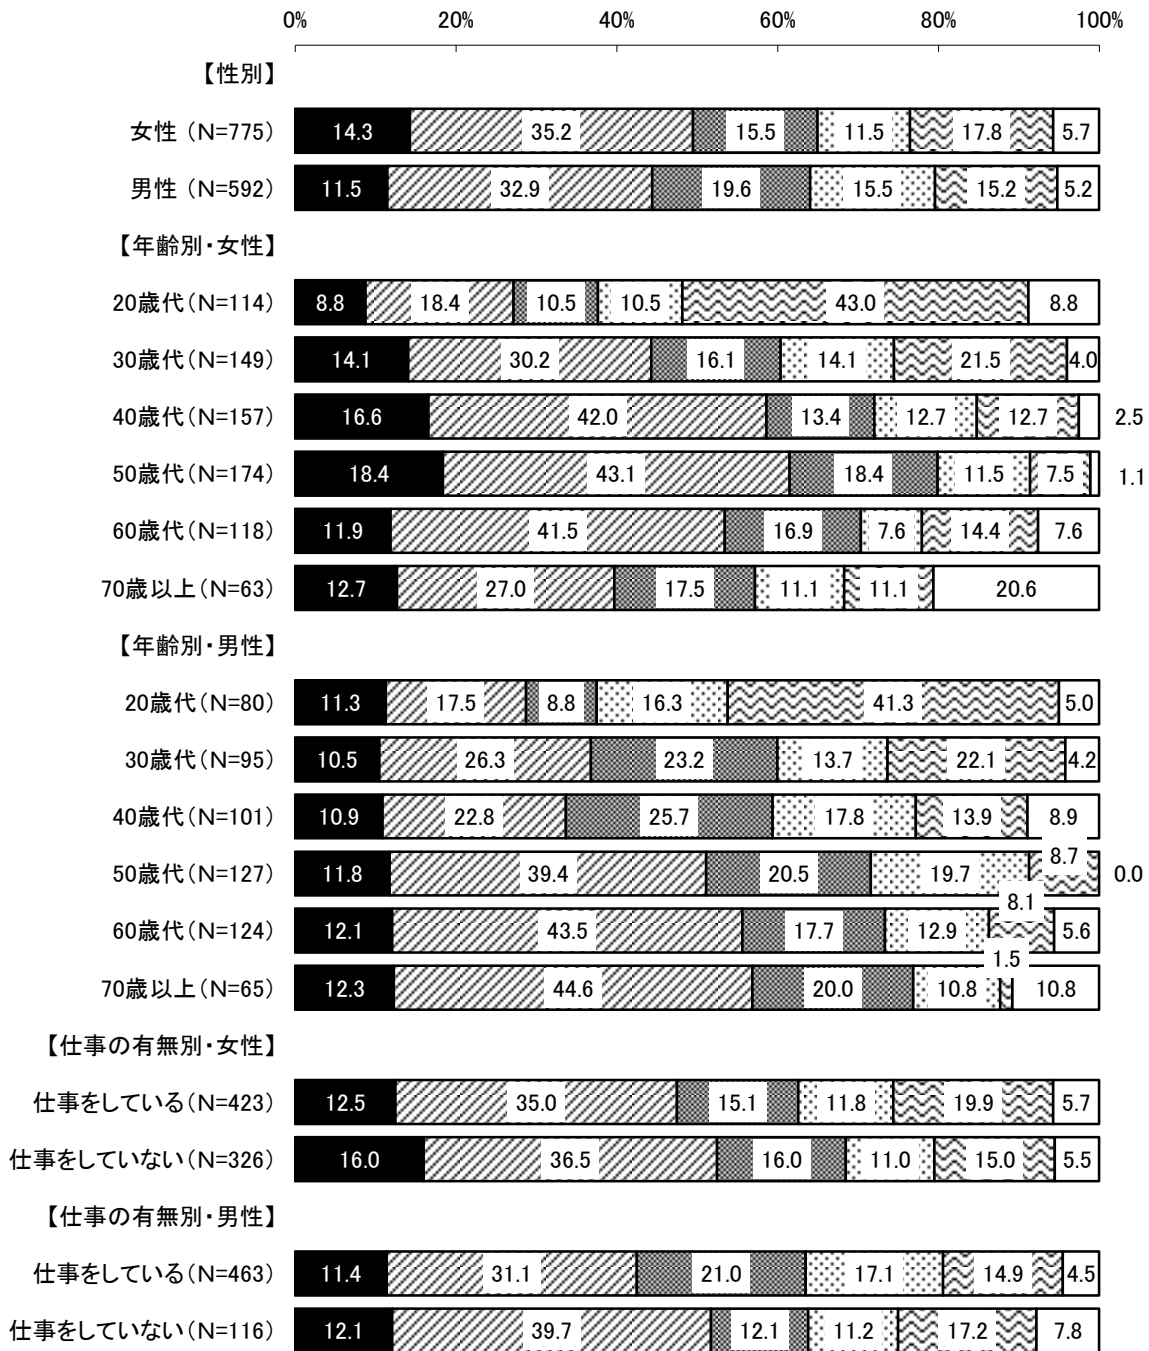 0% 20% 40% 60% 80% 100%
【性別】
女性（N=775） 14.3 35.2 15.5 11.5 17.8 5.7
男性（N=592） 11.5 32.9 19.6 15.5 15.2 5.2
【年齢別・女性】
20歳代（N=114） 8.8 18.4 10.5 10.5 43.0 8.8
30歳代（N=149） 14.1 30.2 16.1 14.1 21.5 4.0
40歳代（N=157） 16.6 42.0 13.4 12.7 12.7 2.5
50歳代（N=174） 18.4 43.1 18.4 11.5 7.5 1.1
60歳代（N=118） 11.9 41.5 16.9 7.6 14.4 7.6
70歳以上（N=63） 12.7 27.0 17.5 11.1 11.1 20.6
【年齢別・男性】
20歳代（N=80） 11.3 17.5 8.8 16.3 41.3 5.0
30歳代（N=95） 10.5 26.3 23.2 13.7 22.1 4.2
40歳代（N=101） 10.9 22.8 25.7 17.8 13.9 8.9
50歳代（N=127） 11.8 39.4 20.5 19.7 8.7 0.0
60歳代（N=124） 12.1 43.5 17.7 12.9 8.1 5.6
70歳以上（N=65） 12.3 44.6 20.0 10.8 1.5 10.8
【仕事の有無別・女性】
仕事をしている（N=423） 12.5 35.0 15.1 11.8 19.9 5.7
仕事をしていない（N=326） 16.0 36.5 16.0 11.0 15.0 5.5
【仕事の有無別・男性】
仕事をしている（N=463） 11.4 31.1 21.0 17.1 14.9 4.5
仕事をしていない（N=116） 12.1 39.7 12.1 11.2 17.2 7.8